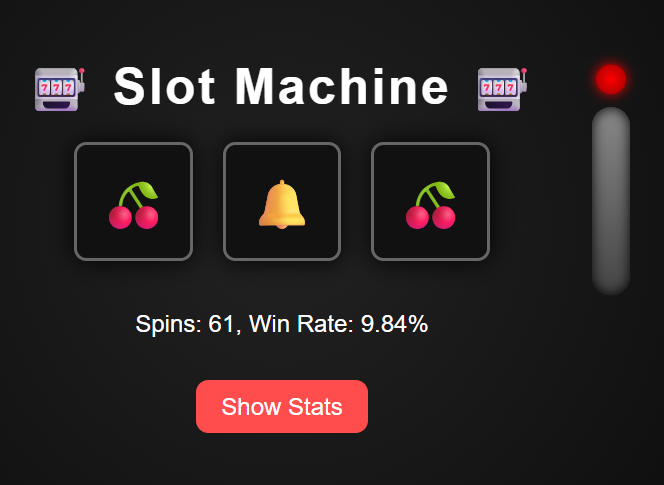 Slot Machine
Spins: 61, Win Rate: 9.84%
Show Stats